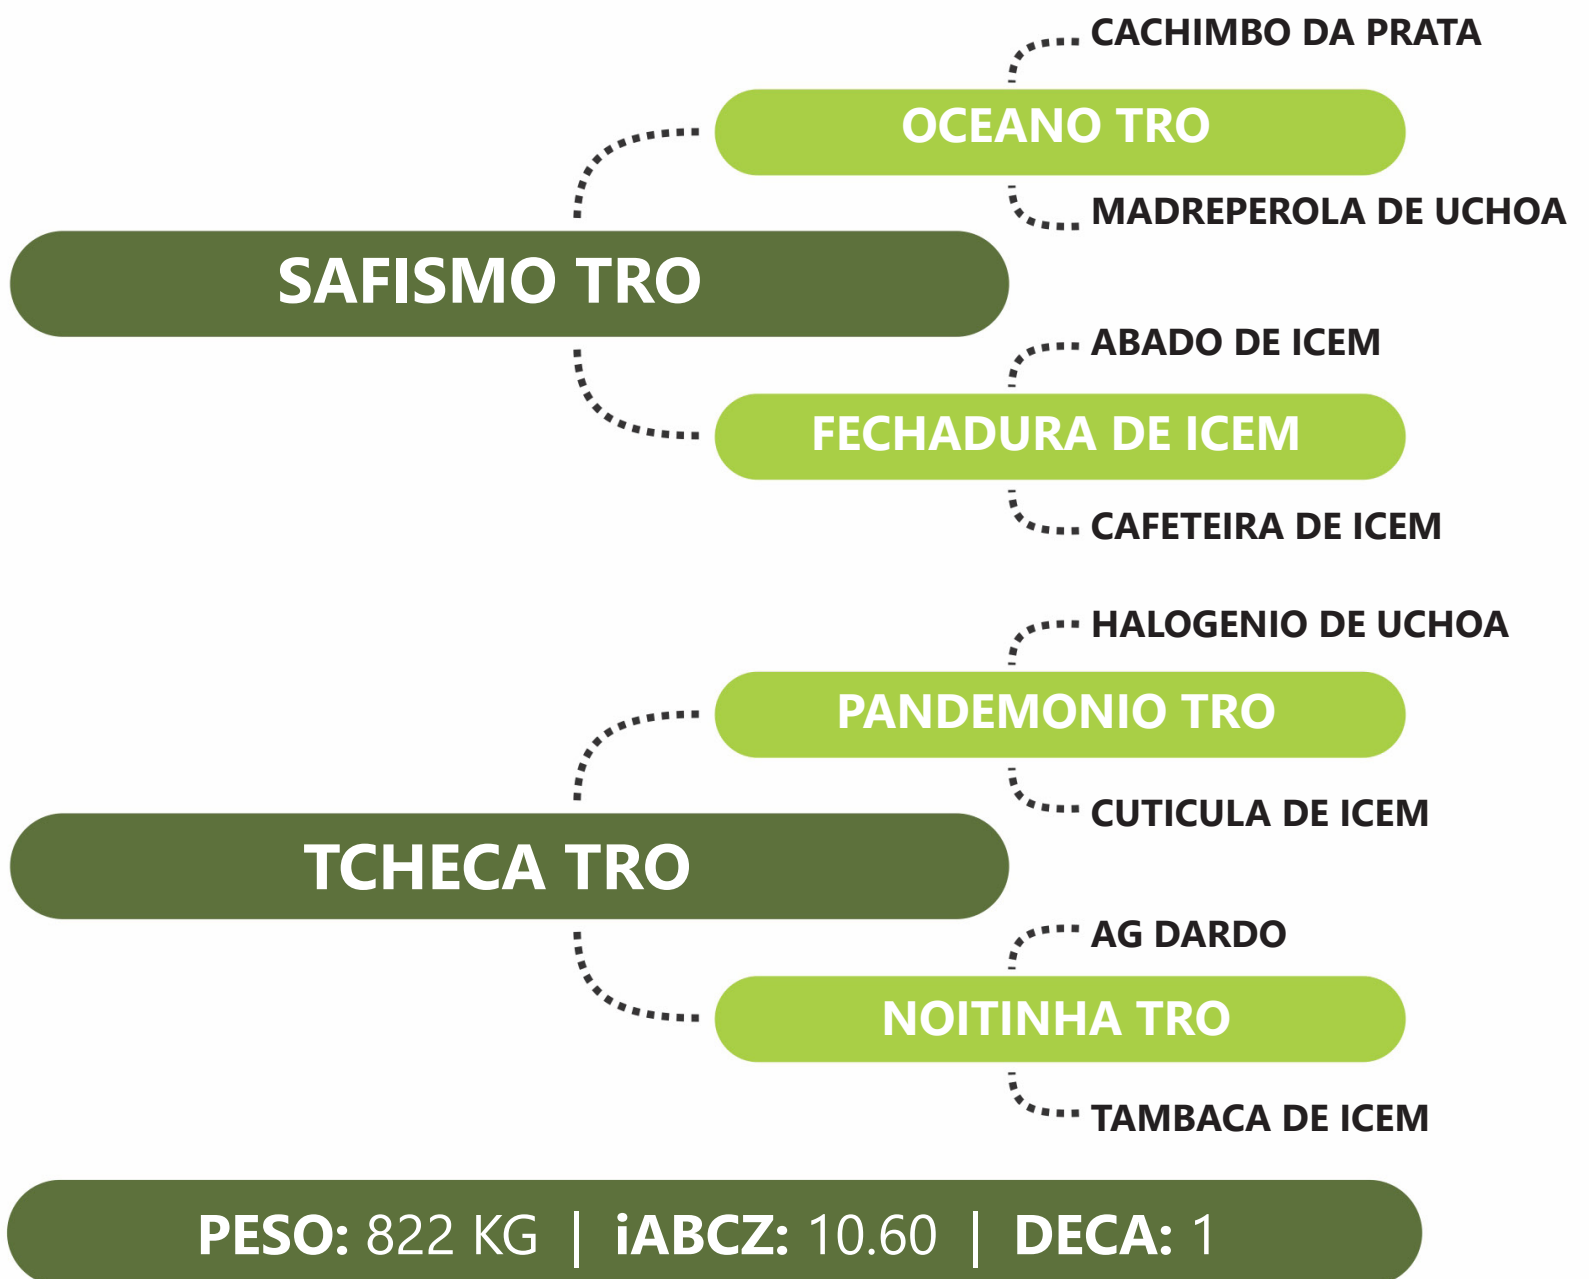 CACHIMBO DA PRATA
OCEANO TRO
MADREPEROLA DE UCHOA
SAFISMO TRO
ABADO DE ICEM
FECHADURA DE ICEM
CAFETEIRA DE ICEM
HALOGENIO DE UCHOA
PANDEMONIO TRO
CUTICULA DE ICEM
TCHECA TRO
AG DARDO
NOITINHA TRO
TAMBACA DE ICEM
PESO: 822 KG | iABCZ: 10.60 | DECA: 1